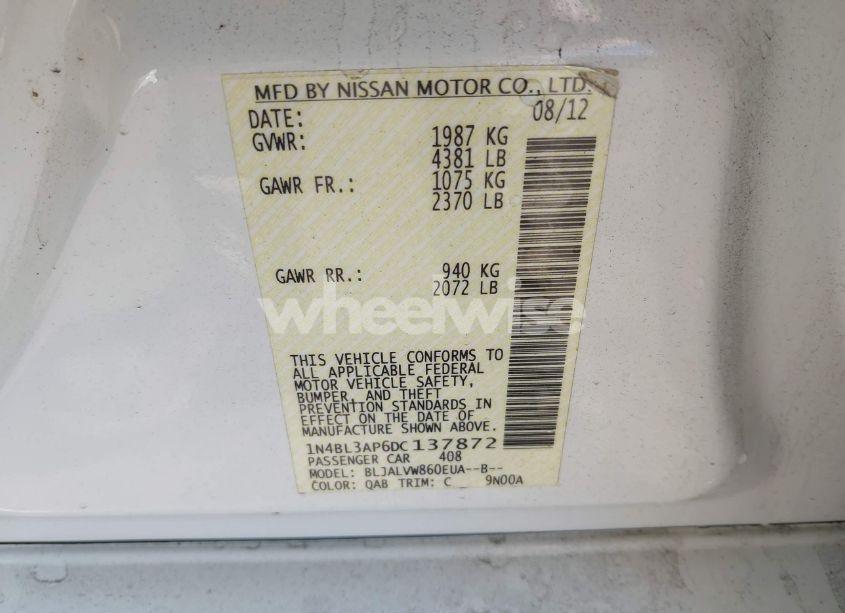 MFD BY NISSAN MOTOR CO., LTD.
DATE: 08/12
GVWR: 1987 KG
4381 LB
GAWR FR.: 1075 KG
2370 LB
GAWR RR.: 940 KG
2072 LB
wheelwise
THIS VEHICLE CONFORMS TO
ALL APPLICABLE FEDERAL
MOTOR VEHICLE SAFETY,
BUMPER, AND THEFT
PREVENTION STANDARDS IN
EFFECT ON THE DATE OF
MANUFACTURE SHOWN ABOVE.
1N4BL3AP6DC137872
PASSENGER CAR 408
MODEL: BLJALVW860EUA--B--
COLOR: QAB TRIM: C 9N00A